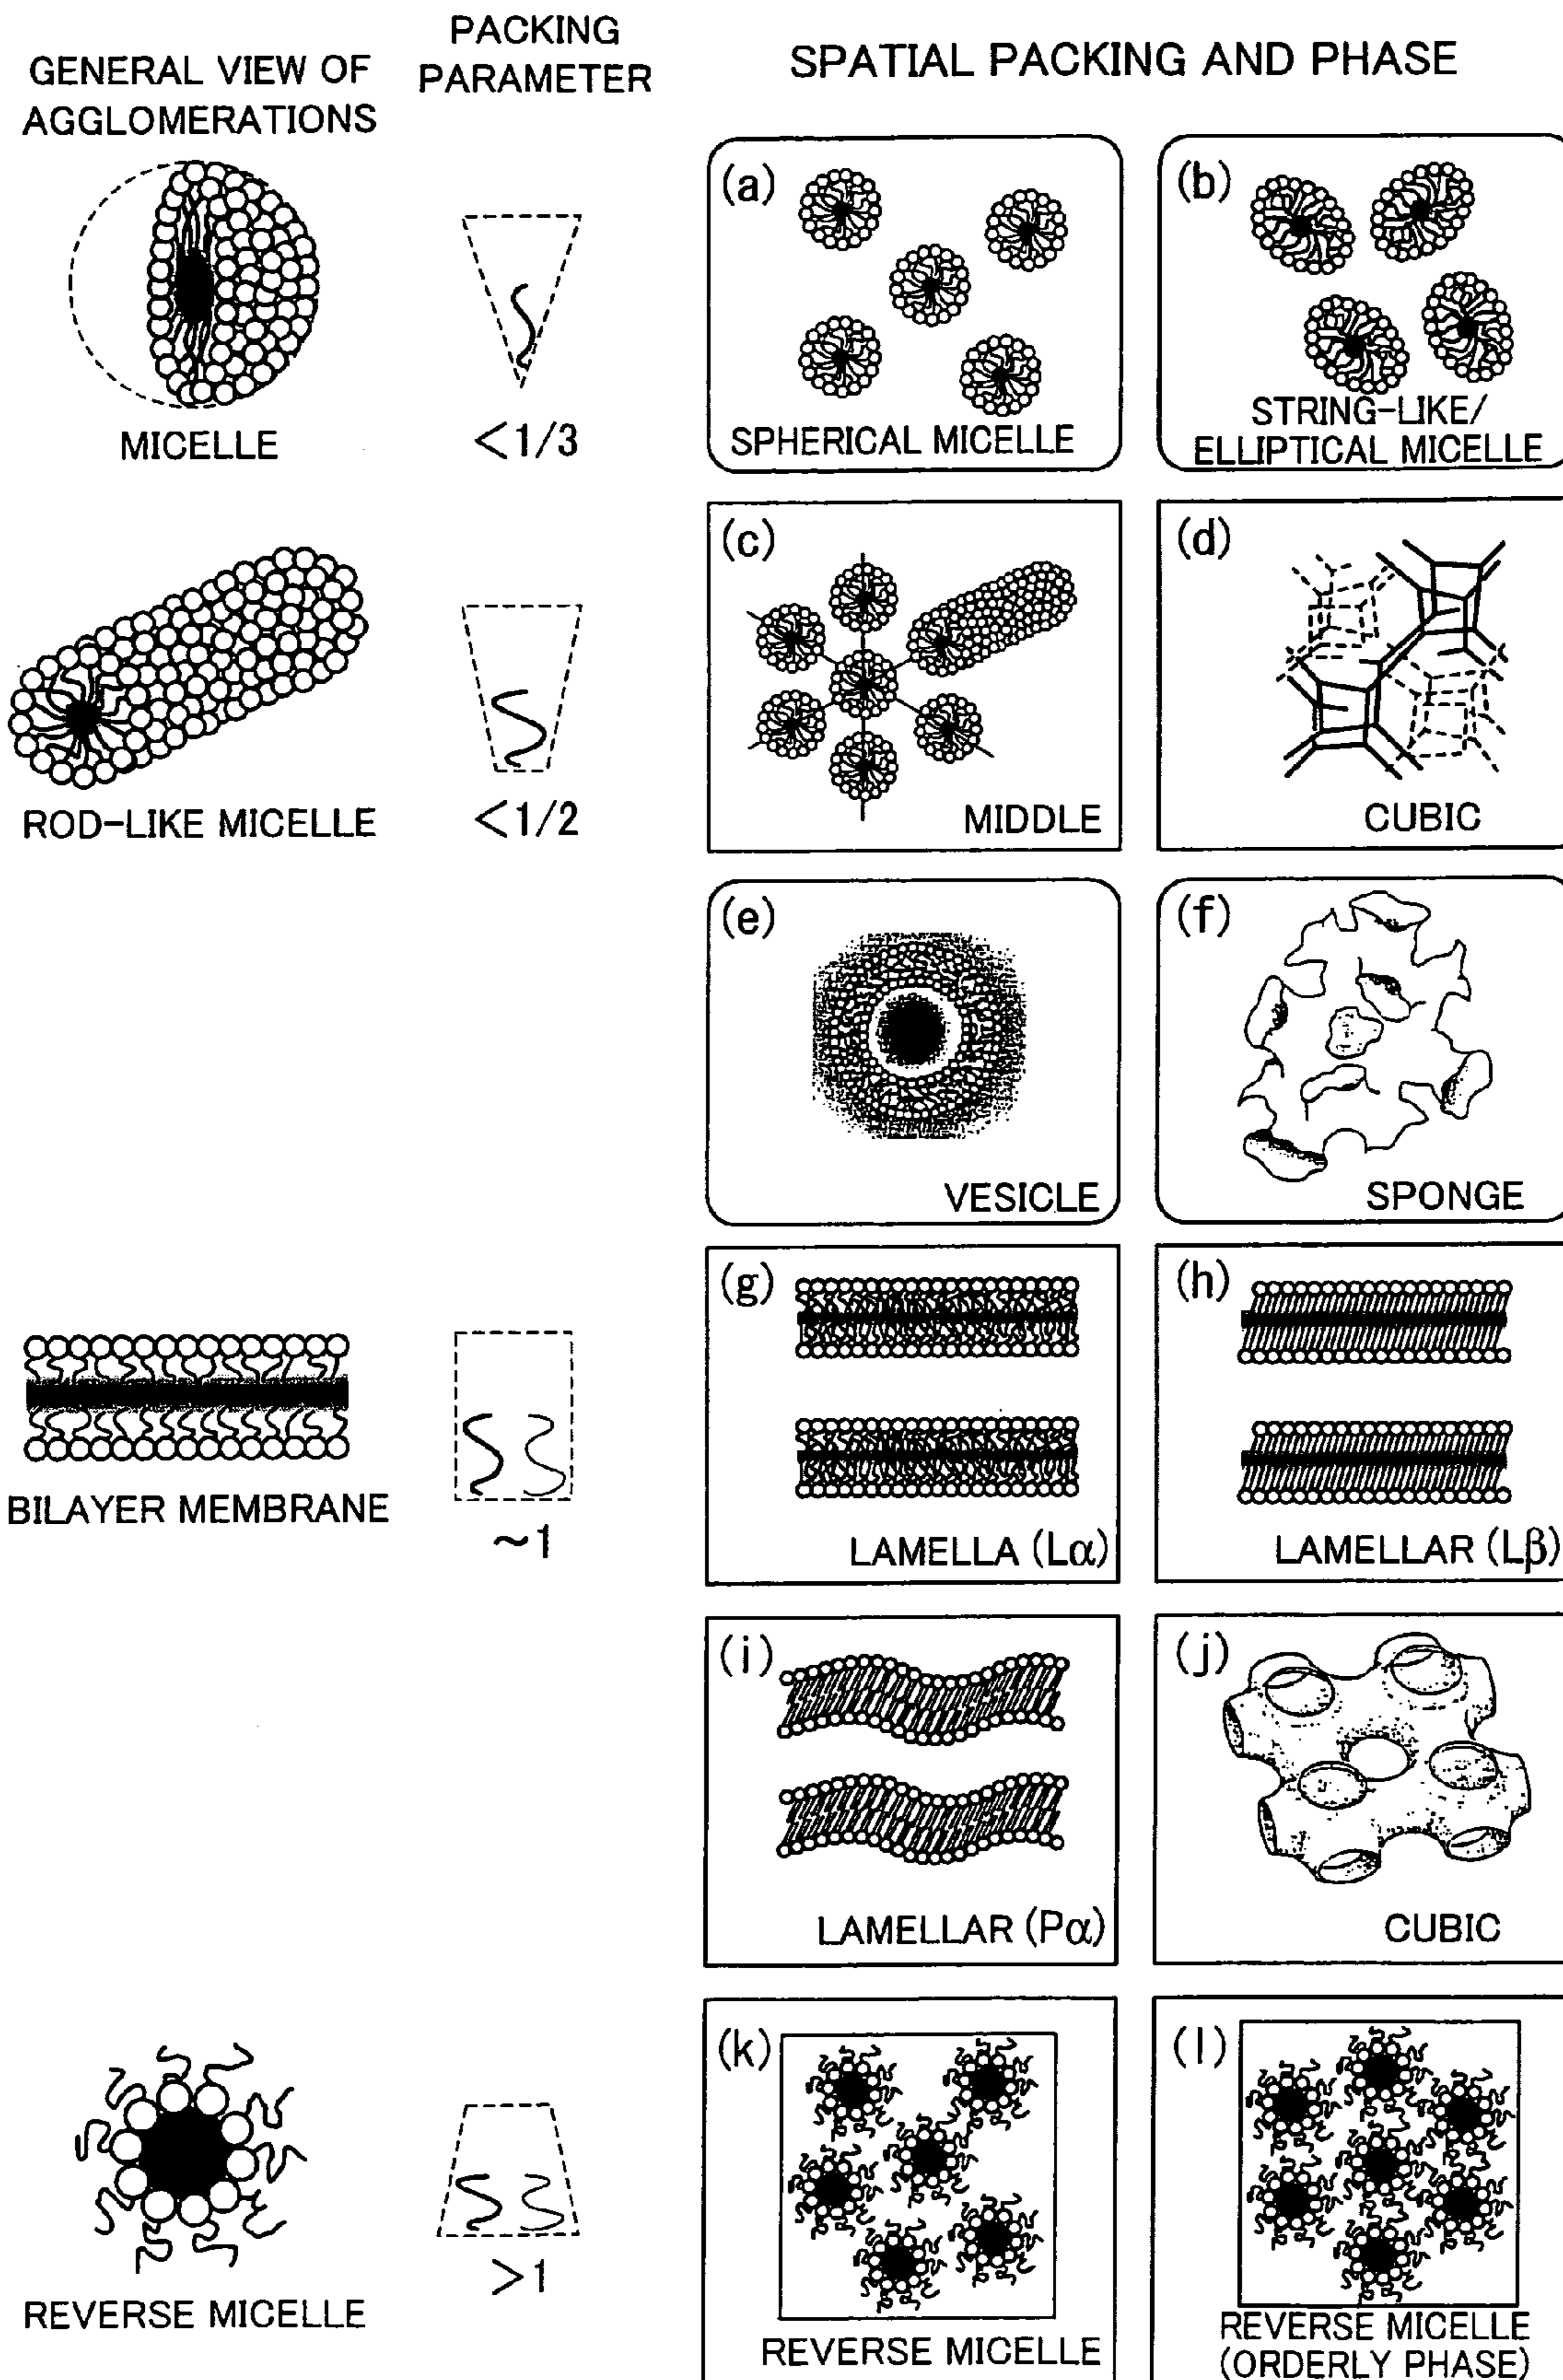 GENERAL VIEW OF
AGGLOMERATIONS
PACKING
PARAMETER
SPATIAL PACKING AND PHASE
MICELLE
<1/3
(a)
SPHERICAL MICELLE
(b)
STRING-LIKE/
ELLIPTICAL MICELLE
ROD-LIKE MICELLE
<1/2
(c)
MIDDLE
(d)
CUBIC
(e)
VESICLE
(f)
SPONGE
BILAYER MEMBRANE
~1
(g)
LAMELLA (Lα)
(h)
LAMELLAR (Lβ)
(i)
LAMELLAR (Pα)
(j)
CUBIC
REVERSE MICELLE
>1
(k)
REVERSE MICELLE
(l)
REVERSE MICELLE
(ORDERLY PHASE)